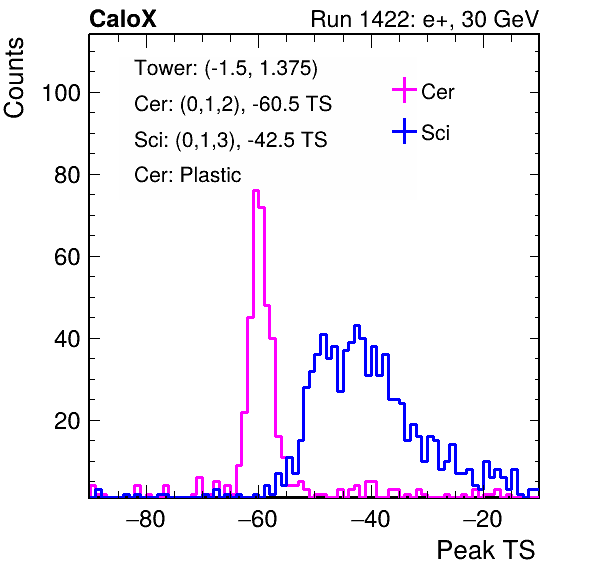 CaloX Run 1422: e+, 30 GeV
Counts
Tower: (-1.5, 1.375)
Cer: (0,1,2), -60.5 TS
Sci: (0,1,3), -42.5 TS
Cer: Plastic
Cer
Sci
100
80
60
40
20
−80 −60 −40 −20
Peak TS